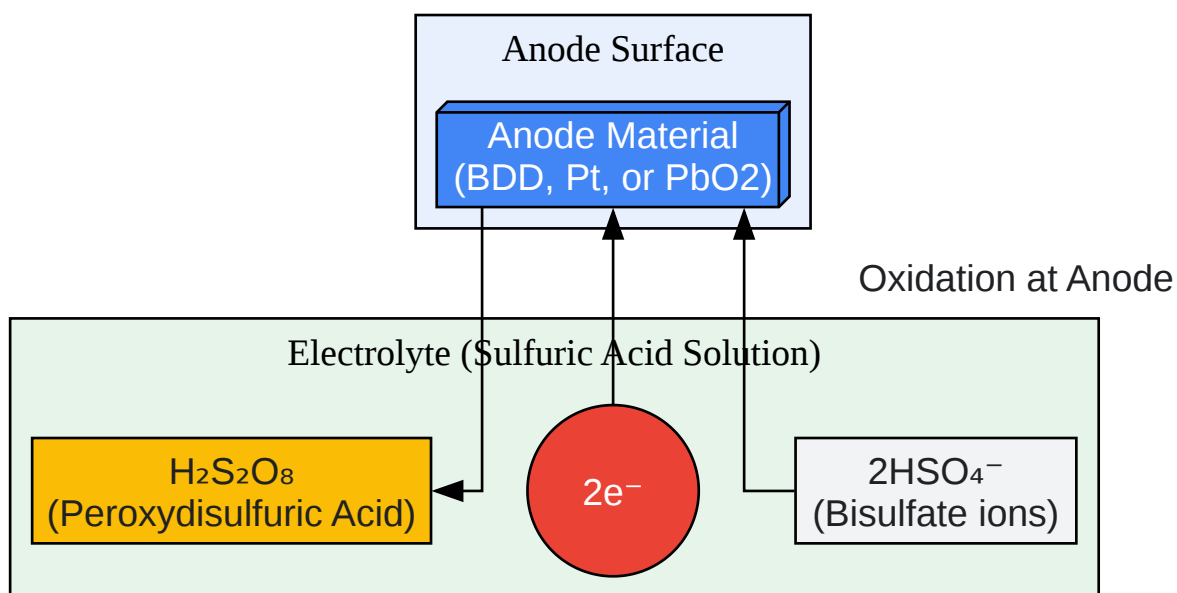 Anode Surface
Anode Material
(BDD, Pt, or PbO2)
Oxidation at Anode
Electrolyte (Sulfuric Acid Solution)
H₂S₂O₈
(Peroxydisulfuric Acid)
2e⁻
2HSO₄⁻
(Bisulfate ions)